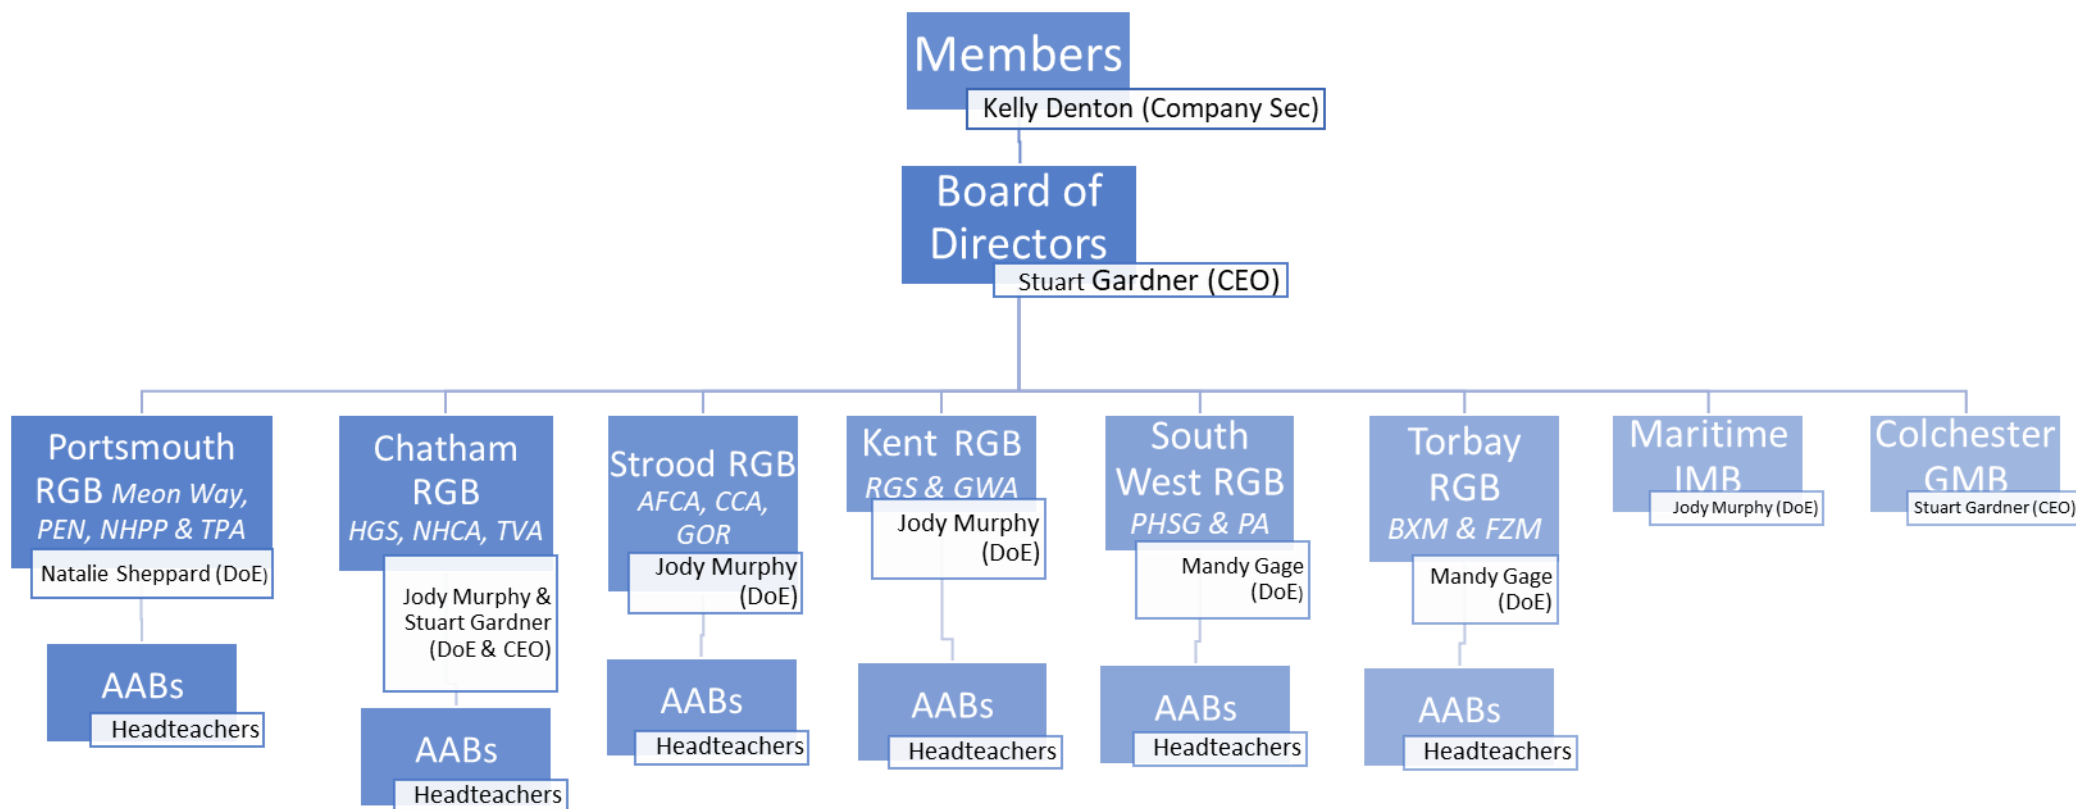 Members
Kelly Denton (Company Sec)
Board of
Directors
Stuart Gardner (CEO)
Portsmouth
RGB Meon Way,
PEN, NHPP & TPA
Natalie Sheppard (DoE)
AABs
Headteachers
Chatham
RGB
HGS, NHCA, TVA
Jody Murphy &
Stuart Gardner
(DoE & CEO)
AABs
Headteachers
Strood RGB
AFCA, CCA,
GOR
Jody Murphy
(DoE)
AABs
Headteachers
Kent RGB
RGS & GWA
Jody Murphy
(DoE)
AABs
Headteachers
South
West RGB
PHSG & PA
Mandy Gage
(DoE)
AABs
Headteachers
Torbay
RGB
BXM & FZM
Mandy Gage
(DoE)
AABs
Headteachers
Maritime
IMB
Jody Murphy (DoE)
Colchester
GMB
Stuart Gardner (CEO)